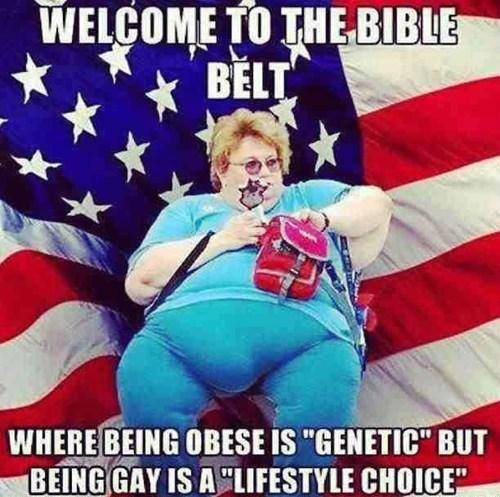 WELCOME TO THE BIBLE
BELT
WHERE BEING OBESE IS "GENETIC" BUT
BEING GAY IS A "LIFESTYLE CHOICE"